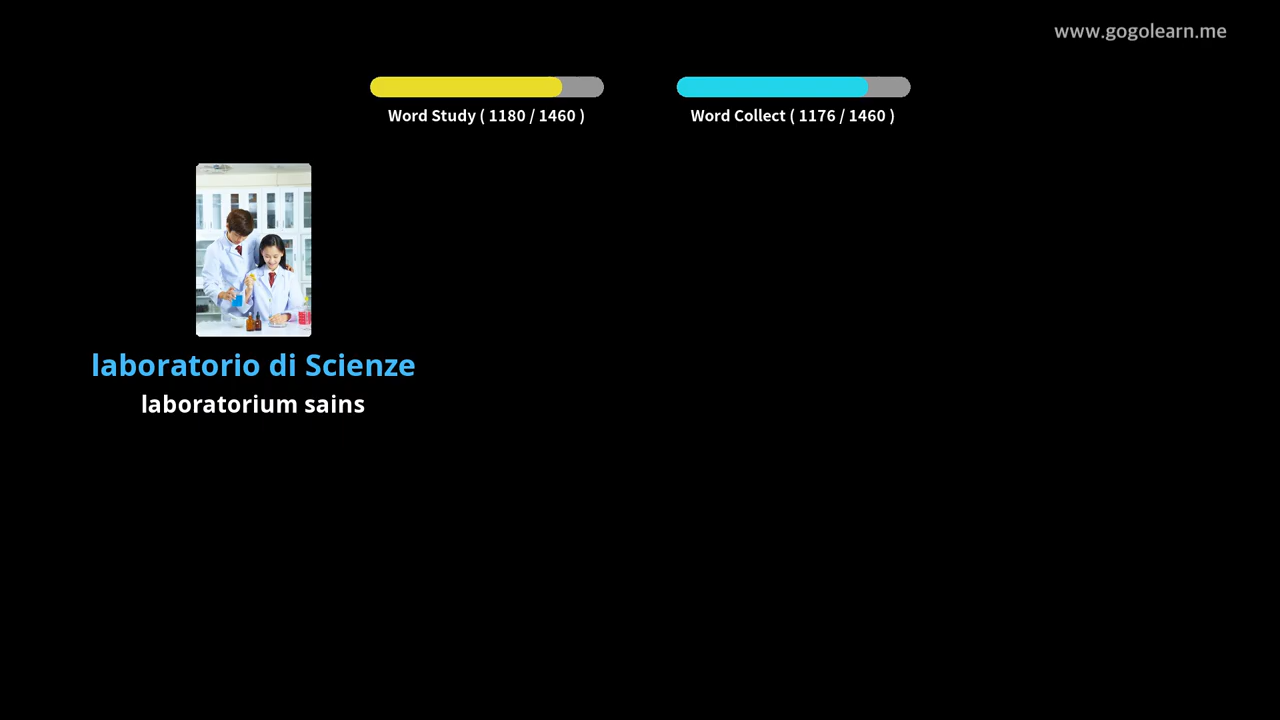 www.gogolearn.me
Word Study ( 1180 / 1460 )
Word Collect ( 1176 / 1460 )
laboratorio di Scienze
laboratorium sains